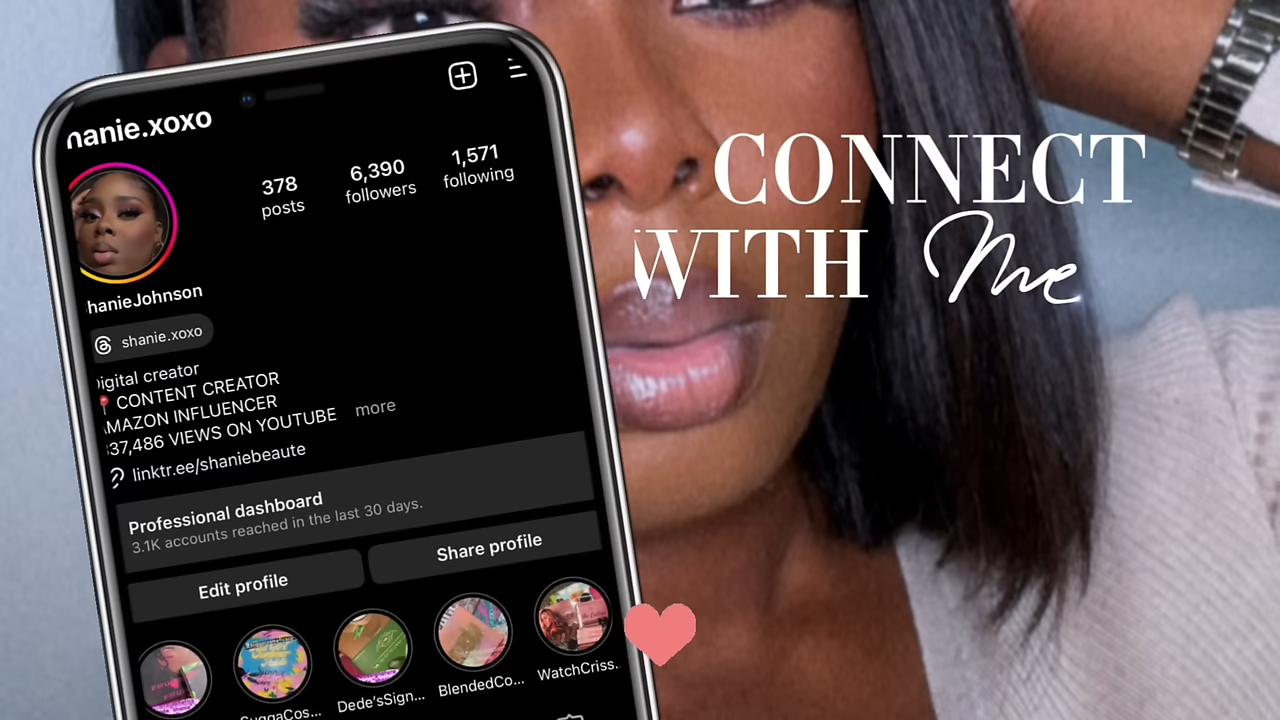 hanie.xoxo
378 posts
6,390 followers
1,571 following
hanieJohnson
shanie.xoxo
igital creator
CONTENT CREATOR
MAZON INFLUENCER
37,486 VIEWS ON YOUTUBE more
linktr.ee/shaniebeaute
Professional dashboard
3.1K accounts reached in the last 30 days.
Edit profile
Share profile
SuggaCos...
Dede'sSign...
BlendedCo...
WatchCriss..
CONNECT
WITH Me